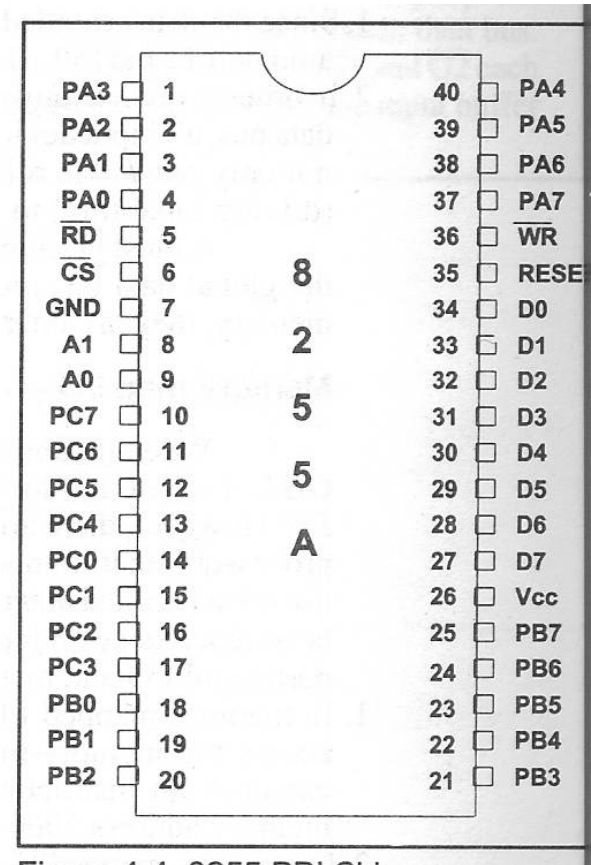 PA3 1 40 PA4
PA2 2 39 PA5
PA1 3 38 PA6
PA0 4 37 PA7
R̅D̅ 5 36 W̅R̅
C̅S̅ 6 35 RESE
GND 7 34 D0
A1 8 33 D1
A0 9 32 D2
PC7 10 31 D3
PC6 11 30 D4
PC5 12 29 D5
PC4 13 28 D6
PC0 14 27 D7
PC1 15 26 Vcc
PC2 16 25 PB7
PC3 17 24 PB6
PB0 18 23 PB5
PB1 19 22 PB4
PB2 20 21 PB3
8
2
5
5
A